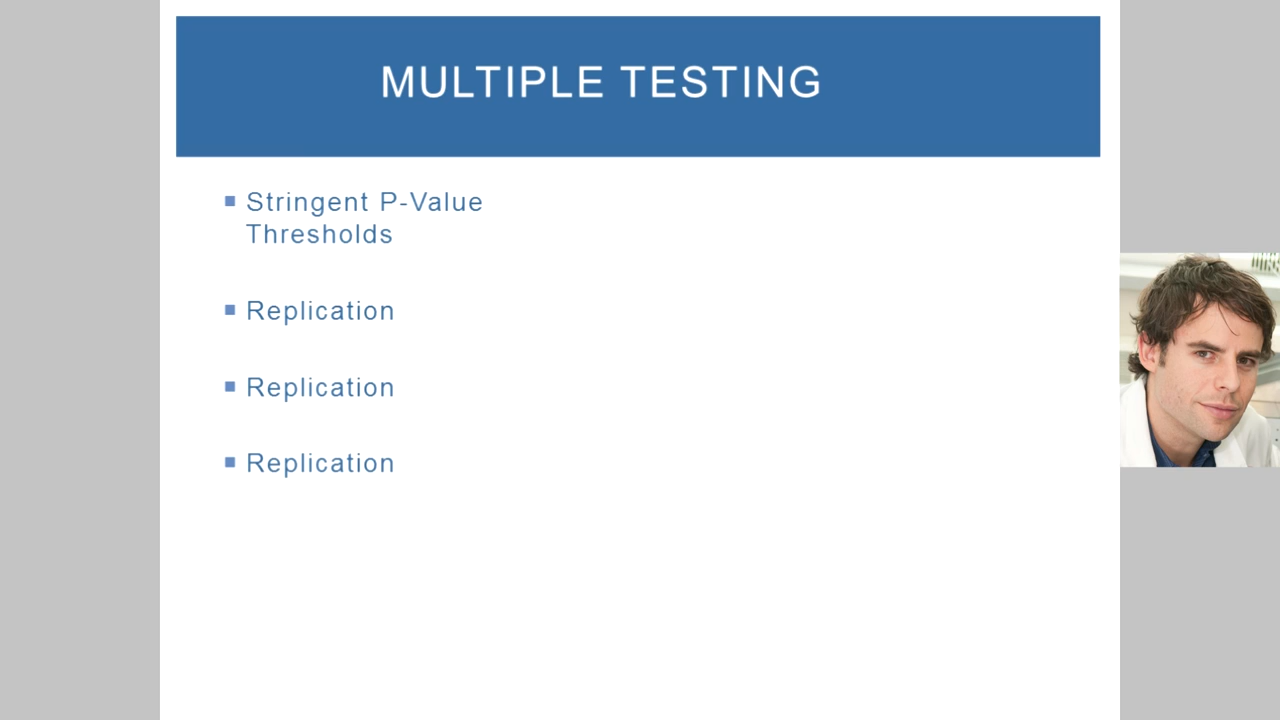 MULTIPLE TESTING
Stringent P-Value
Thresholds
Replication
Replication
Replication